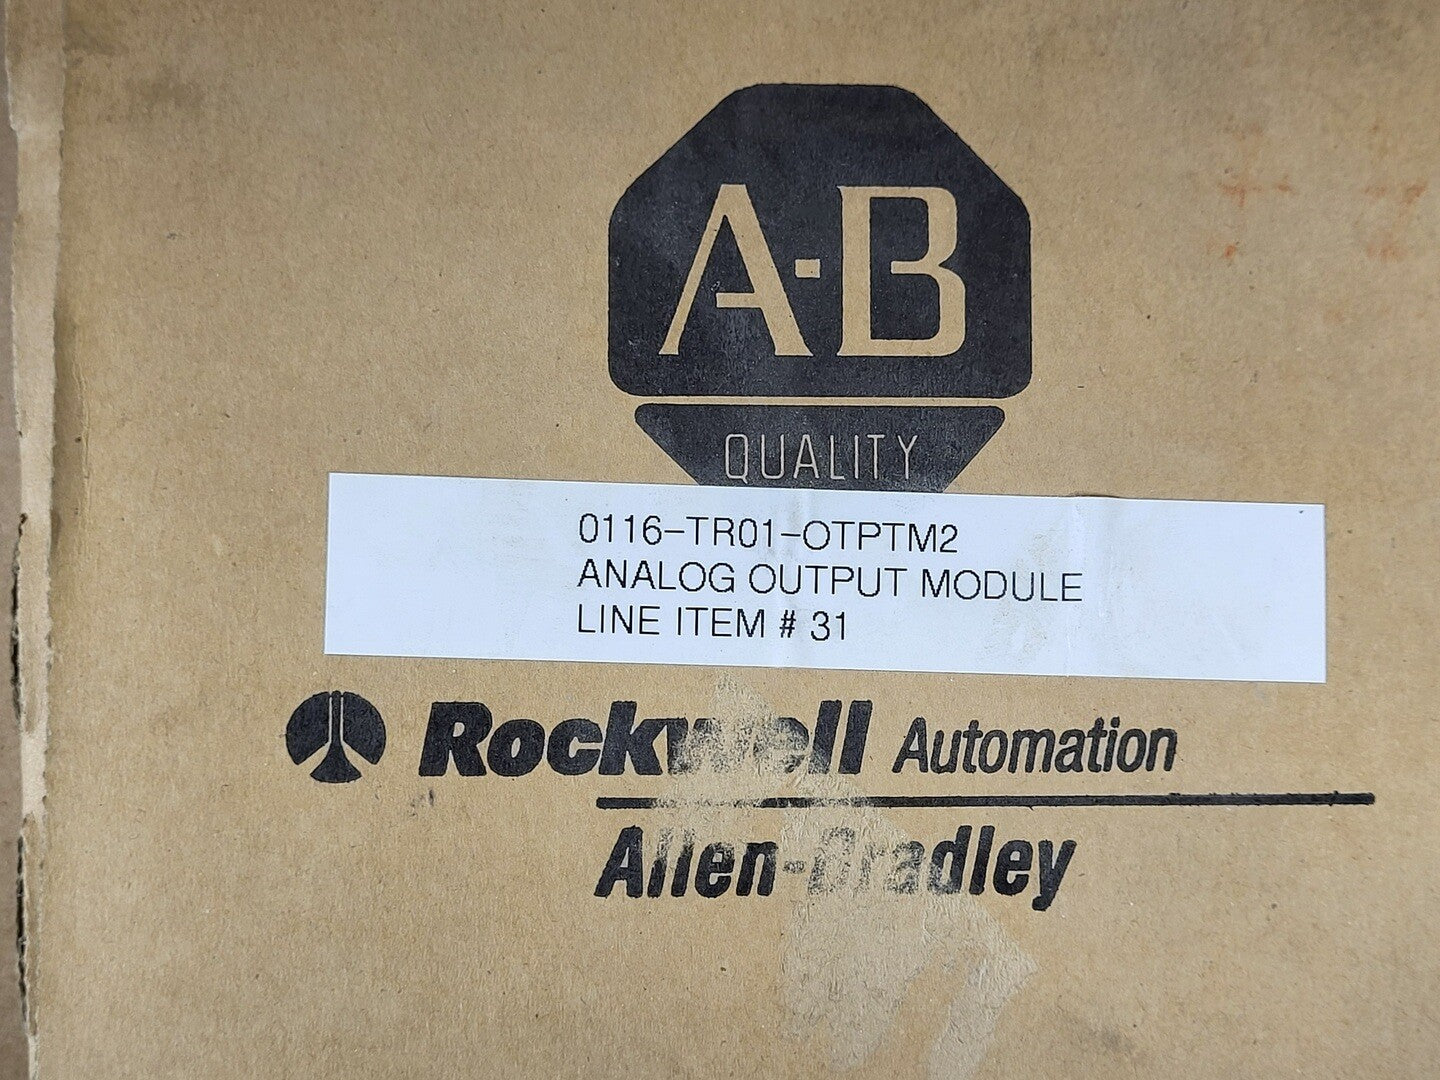 A-B
QUALITY
0116-TR01-OTPTM2
ANALOG OUTPUT MODULE
LINE ITEM # 31
Rockwell Automation
Allen-Bradley